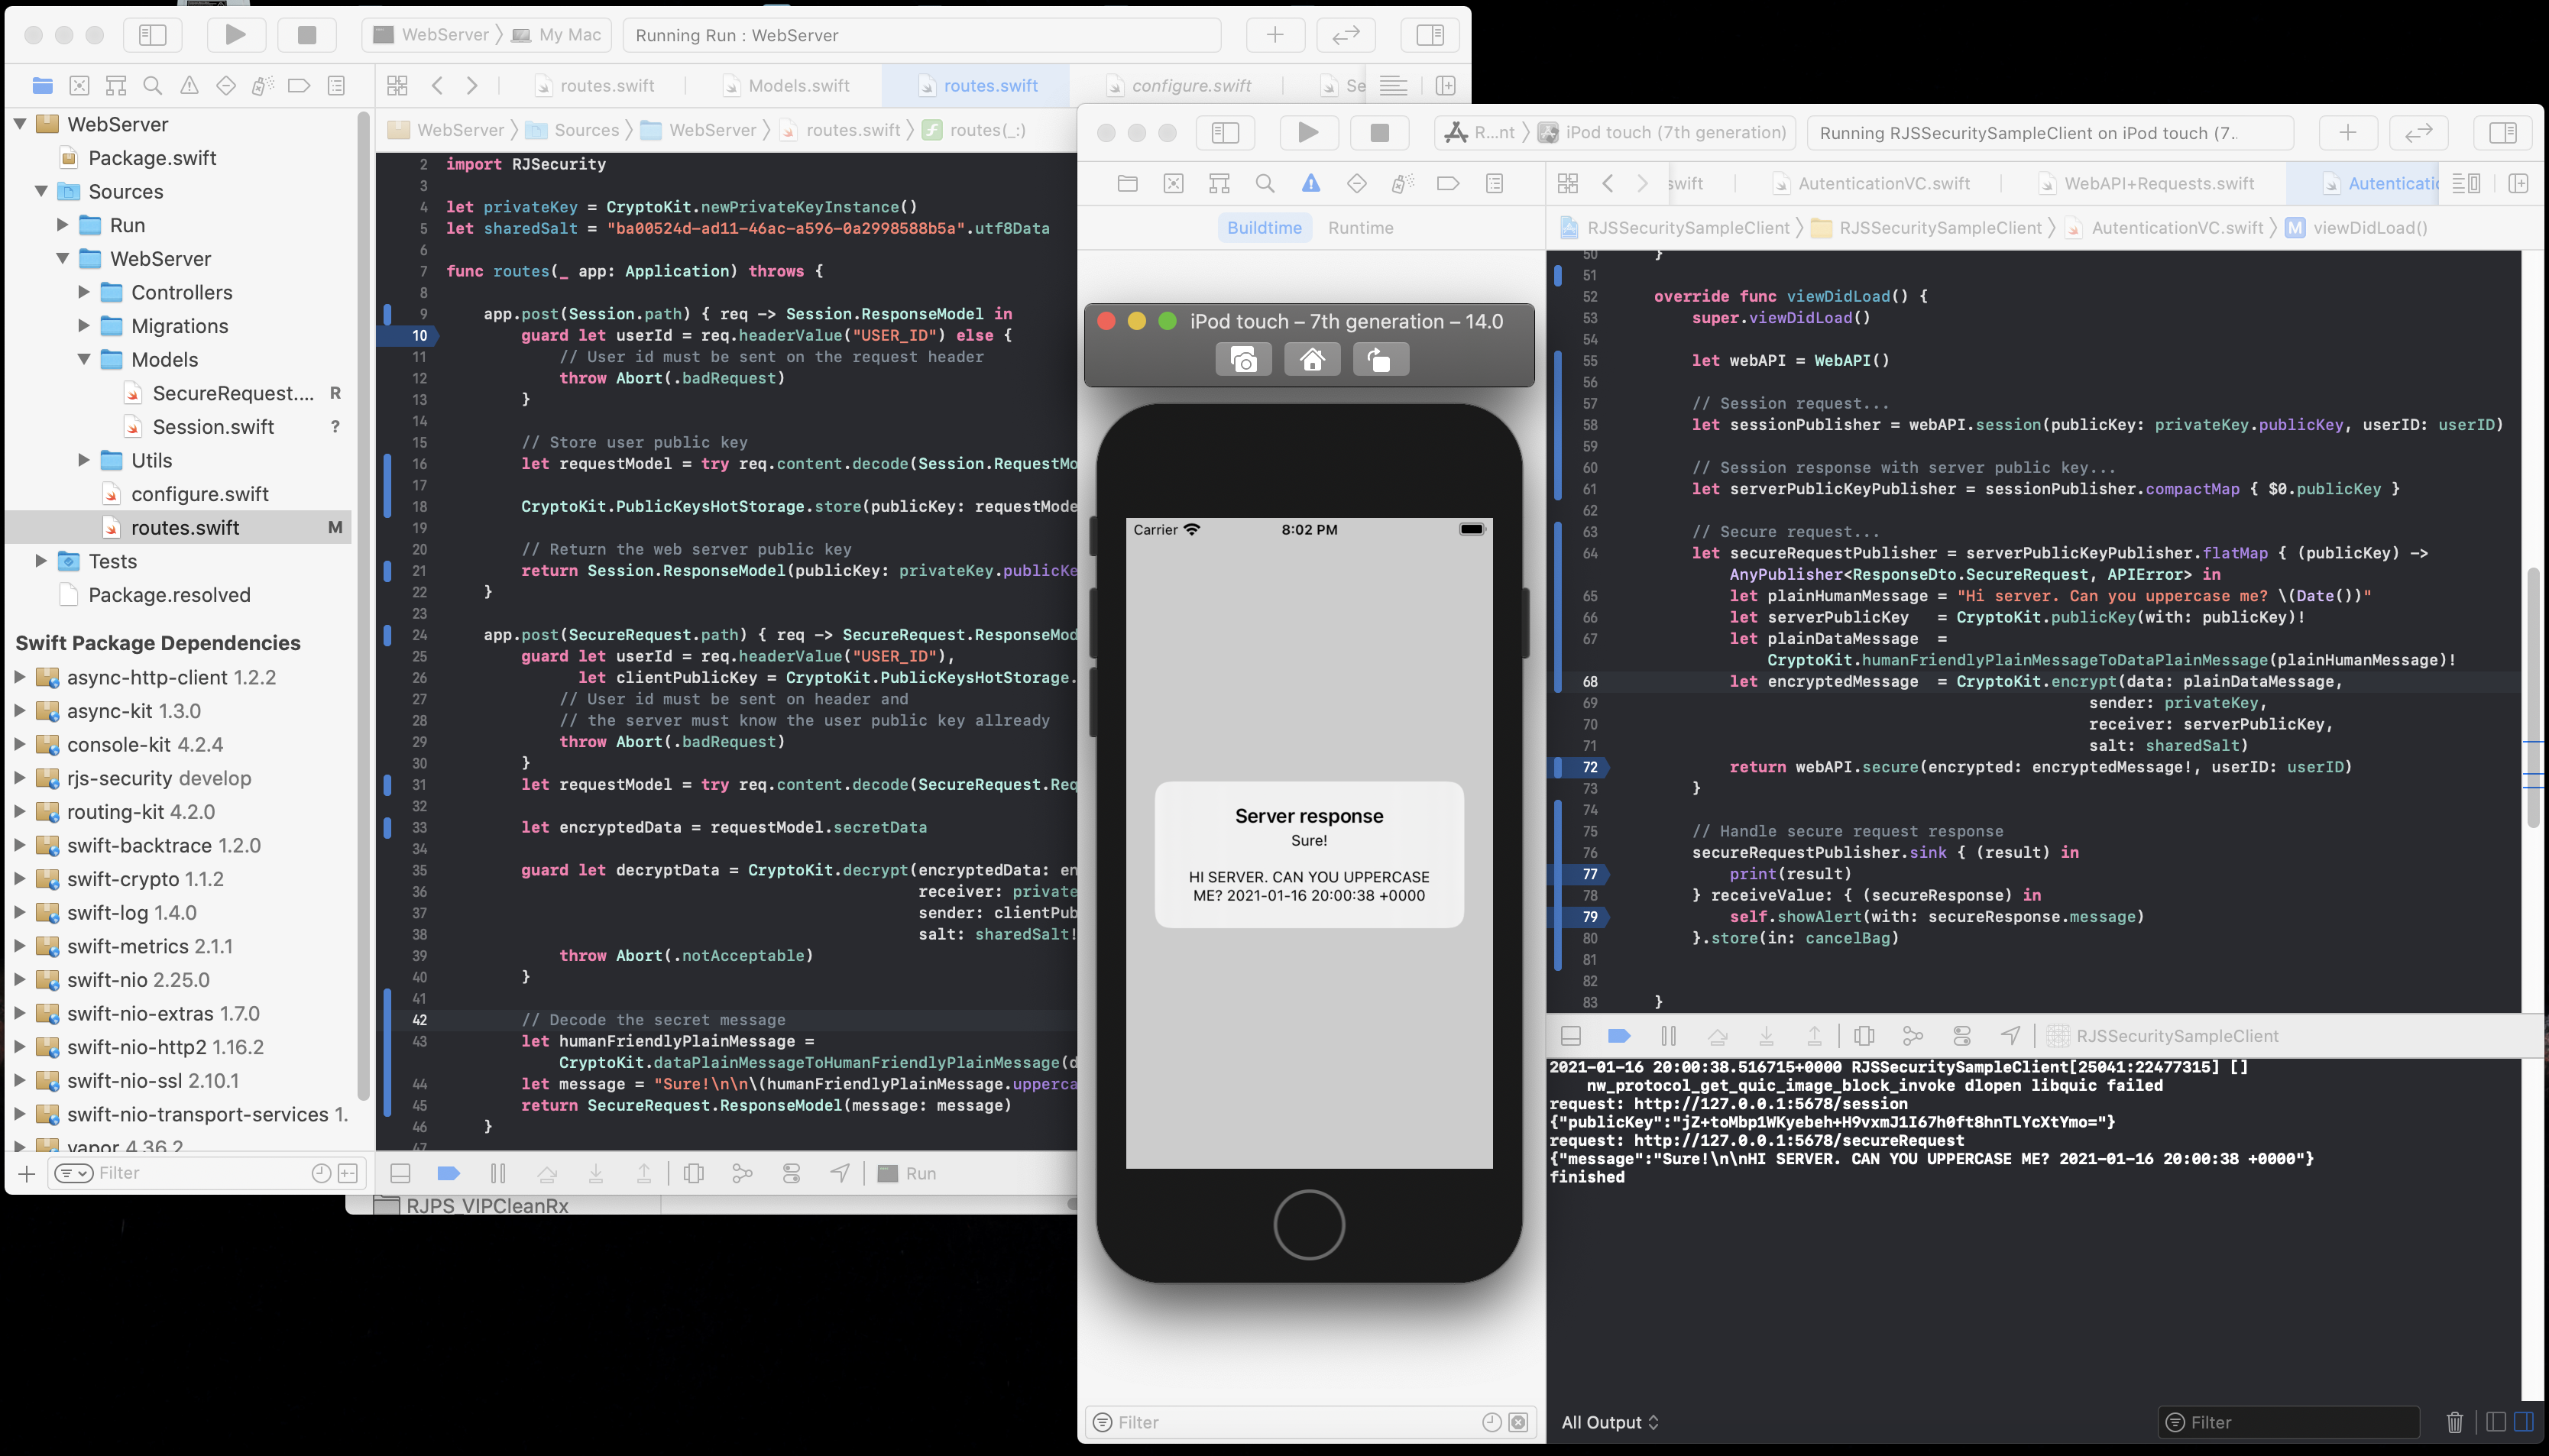 WebServer
My Mac
Running Run : WebServer
routes.swift
Models.swift
routes.swift
configure.swift
Se
WebServer
Package.swift
Sources
Run
WebServer
Controllers
Migrations
Models
SecureRequest.... R
Session.swift ?
Utils
configure.swift
routes.swift M
Tests
Package.resolved
Swift Package Dependencies
async-http-client 1.2.2
async-kit 1.3.0
console-kit 4.2.4
rjs-security develop
routing-kit 4.2.0
swift-backtrace 1.2.0
swift-crypto 1.1.2
swift-log 1.4.0
swift-metrics 2.1.1
swift-nio 2.25.0
swift-nio-extras 1.7.0
swift-nio-http2 1.16.2
swift-nio-ssl 2.10.1
swift-nio-transport-services 1.
vapor 4.36.2
Filter
WebServer
Sources
WebServer
routes.swift
routes(_:)
2 import RJSecurity
3
4 let privateKey = CryptoKit.newPrivateKeyInstance()
5 let sharedSalt = "ba00524d-ad11-46ac-a596-0a2998588b5a".utf8Data
6
7 func routes(_ app: Application) throws {
8
9 app.post(Session.path) { req -> Session.ResponseModel in
10 guard let userId = req.headerValue("USER_ID") else {
11 // User id must be sent on the request header
12 throw Abort(.badRequest)
13 }
14
15 // Store user public key
16 let requestModel = try req.content.decode(Session.RequestMo
17
18 CryptoKit.PublicKeysHotStorage.store(publicKey: requestMode
19
20 // Return the web server public key
21 return Session.ResponseModel(publicKey: privateKey.publicKe
22 }
23
24 app.post(SecureRequest.path) { req -> SecureRequest.ResponseMod
25 guard let userId = req.headerValue("USER_ID"),
26 let clientPublicKey = CryptoKit.PublicKeysHotStorage.
27 // User id must be sent on header and
28 // the server must know the user public key allready
29 throw Abort(.badRequest)
30 }
31 let requestModel = try req.content.decode(SecureRequest.Req
32
33 let encryptedData = requestModel.secretData
34
35 guard let decryptData = CryptoKit.decrypt(encryptedData: en
36 receiver: private
37 sender: clientPub
38 salt: sharedSalt!
39 throw Abort(.notAcceptable)
40 }
41
42 // Decode the secret message
43 let humanFriendlyPlainMessage =
CryptoKit.dataPlainMessageToHumanFriendlyPlainMessage(d
44 let message = "Sure!\n\n\(humanFriendlyPlainMessage.upperca
45 return SecureRequest.ResponseModel(message: message)
46 }
47
Run
RJPS_VIPCleanRx
R...nt
iPod touch (7th generation)
Running RJSSecuritySampleClient on iPod touch (7..
Buildtime
Runtime
iPod touch – 7th generation – 14.0
Carrier
8:02 PM
Server response
Sure!
HI SERVER. CAN YOU UPPERCASE
ME? 2021-01-16 20:00:38 +0000
Filter
swift
AutenticationVC.swift
WebAPI+Requests.swift
Autenticatio
RJSSecuritySampleClient
RJSSecuritySampleClient
AutenticationVC.swift
M
viewDidLoad()
50 }
51
52 override func viewDidLoad() {
53 super.viewDidLoad()
54
55 let webAPI = WebAPI()
56
57 // Session request...
58 let sessionPublisher = webAPI.session(publicKey: privateKey.publicKey, userID: userID)
59
60 // Session response with server public key...
61 let serverPublicKeyPublisher = sessionPublisher.compactMap { $0.publicKey }
62
63 // Secure request...
64 let secureRequestPublisher = serverPublicKeyPublisher.flatMap { (publicKey) ->
AnyPublisher<ResponseDto.SecureRequest, APIError> in
65 let plainHumanMessage = "Hi server. Can you uppercase me? \(Date())"
66 let serverPublicKey = CryptoKit.publicKey(with: publicKey)!
67 let plainDataMessage =
CryptoKit.humanFriendlyPlainMessageToDataPlainMessage(plainHumanMessage)!
68 let encryptedMessage = CryptoKit.encrypt(data: plainDataMessage,
69 sender: privateKey,
70 receiver: serverPublicKey,
71 salt: sharedSalt)
72 return webAPI.secure(encrypted: encryptedMessage!, userID: userID)
73 }
74
75 // Handle secure request response
76 secureRequestPublisher.sink { (result) in
77 print(result)
78 } receiveValue: { (secureResponse) in
79 self.showAlert(with: secureResponse.message)
80 }.store(in: cancelBag)
81
82
83 }
RJSSecuritySampleClient
2021-01-16 20:00:38.516715+0000 RJSSecuritySampleClient[25041:22477315] []
nw_protocol_get_quic_image_block_invoke dlopen libquic failed
request: http://127.0.0.1:5678/session
{"publicKey":"jZ+toMbp1WKyebeh+H9vxmJ1I67h0ft8hnTLYcXtYmo="}
request: http://127.0.0.1:5678/secureRequest
{"message":"Sure!\n\nHI SERVER. CAN YOU UPPERCASE ME? 2021-01-16 20:00:38 +0000"}
finished
All Output
Filter